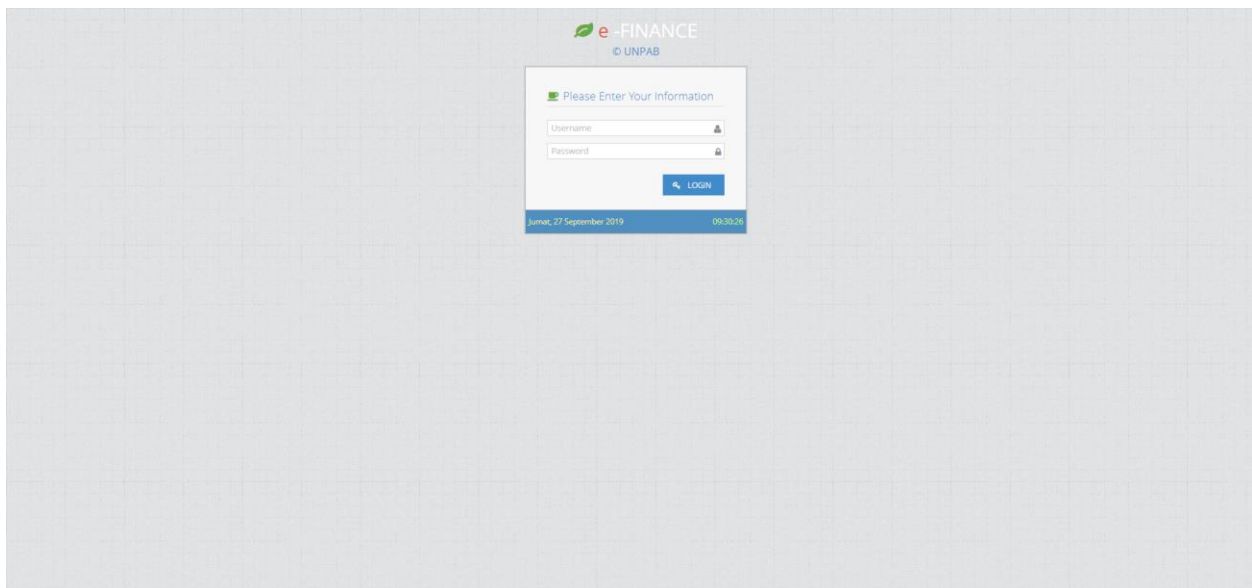 e -FINANCE
© UNPAB
Please Enter Your Information
Username
Password
LOGIN
Jumat, 27 September 2019 09:30:26